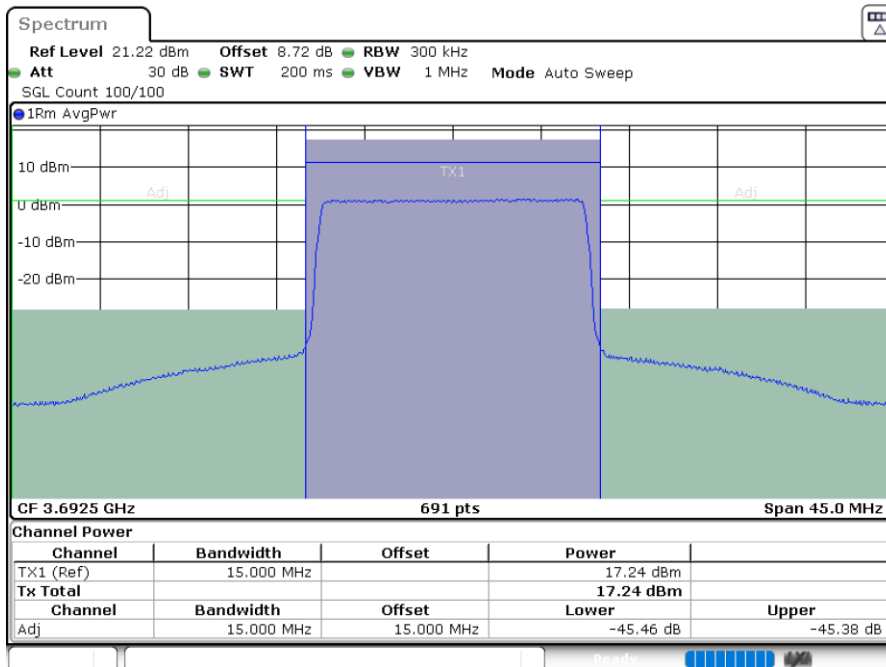 Spectrum
Ref Level 21.22 dBm Offset 8.72 dB RBW 300 kHz
Att 30 dB SWT 200 ms VBW 1 MHz Mode Auto Sweep
SGL Count 100/100
1Rm AvgPwr
10 dBm
TX1
Adj Adj
0 dBm
-10 dBm
-20 dBm
CF 3.6925 GHz 691 pts Span 45.0 MHz
Channel Power
Channel Bandwidth Offset Power
TX1 (Ref) 15.000 MHz 17.24 dBm
Tx Total 17.24 dBm
Channel Bandwidth Offset Lower Upper
Adj 15.000 MHz 15.000 MHz -45.46 dB -45.38 dB
Ready